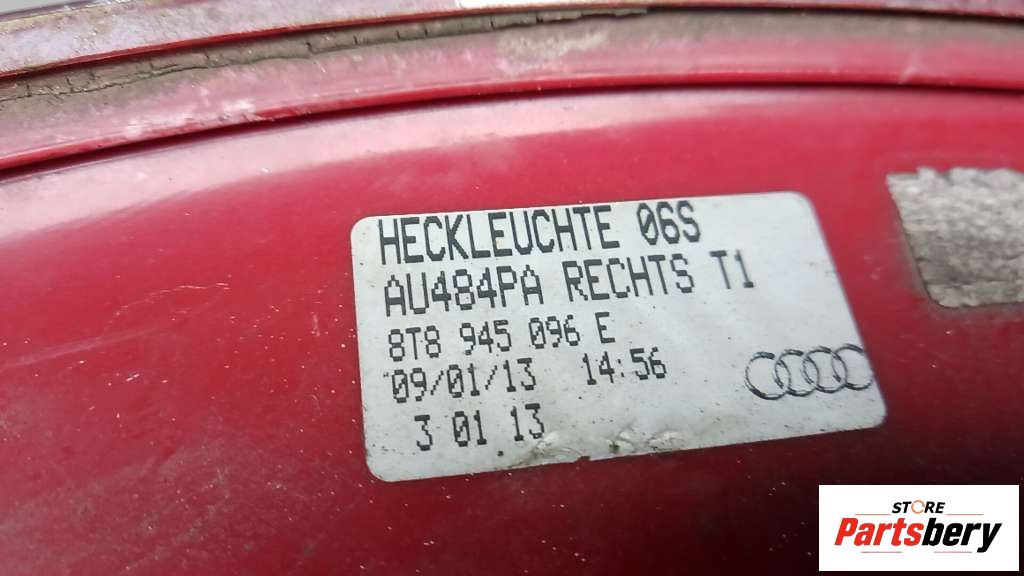 HECKLEUCHTE 06S
AU484PA RECHTS T1
8T8 945 096 E
09/01/13 14:56
3 01 13
STORE
Partsbery